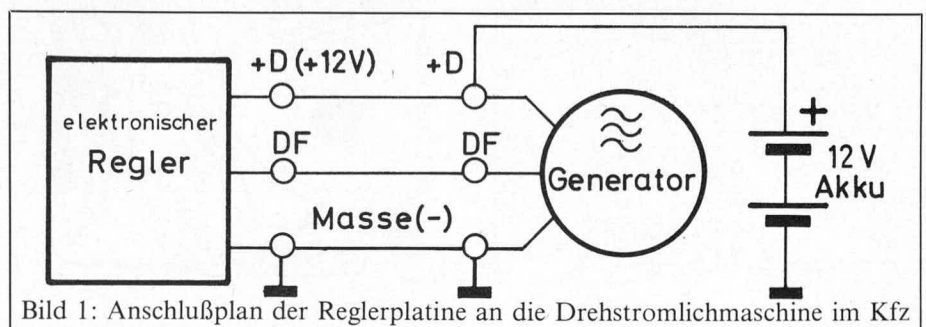 +D (+12V)
+D
elektronischer
Regler
DF
DF
Generator
+
12 V
Akku
Masse(-)
Bild 1: Anschlußplan der Reglerplatine an die Drehstromlichmaschine im Kfz